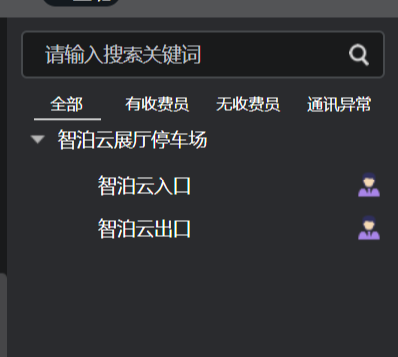 请输入搜索关键词
全部 有收费员 无收费员 通讯异常
智泊云展厅停车场
智泊云入口
智泊云出口